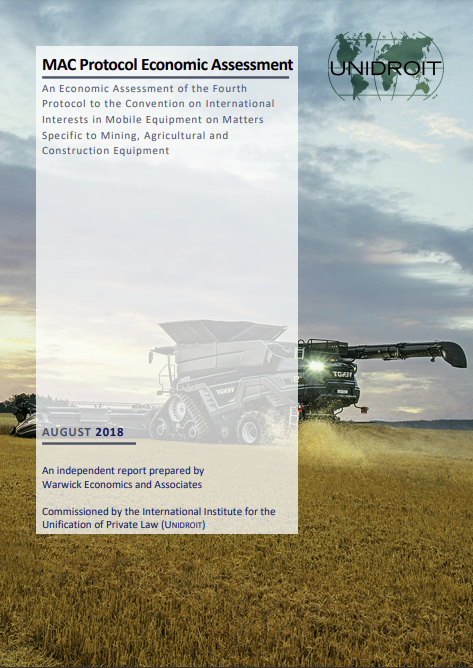 MAC Protocol Economic Assessment
UNIDROIT
An Economic Assessment of the Fourth
Protocol to the Convention on International
Interests in Mobile Equipment on Matters
Specific to Mining, Agricultural and
Construction Equipment
FENDT
FENDT
AUGUST 2018
An independent report prepared by
Warwick Economics and Associates
Commissioned by the International Institute for the
Unification of Private Law (UNIDROIT)